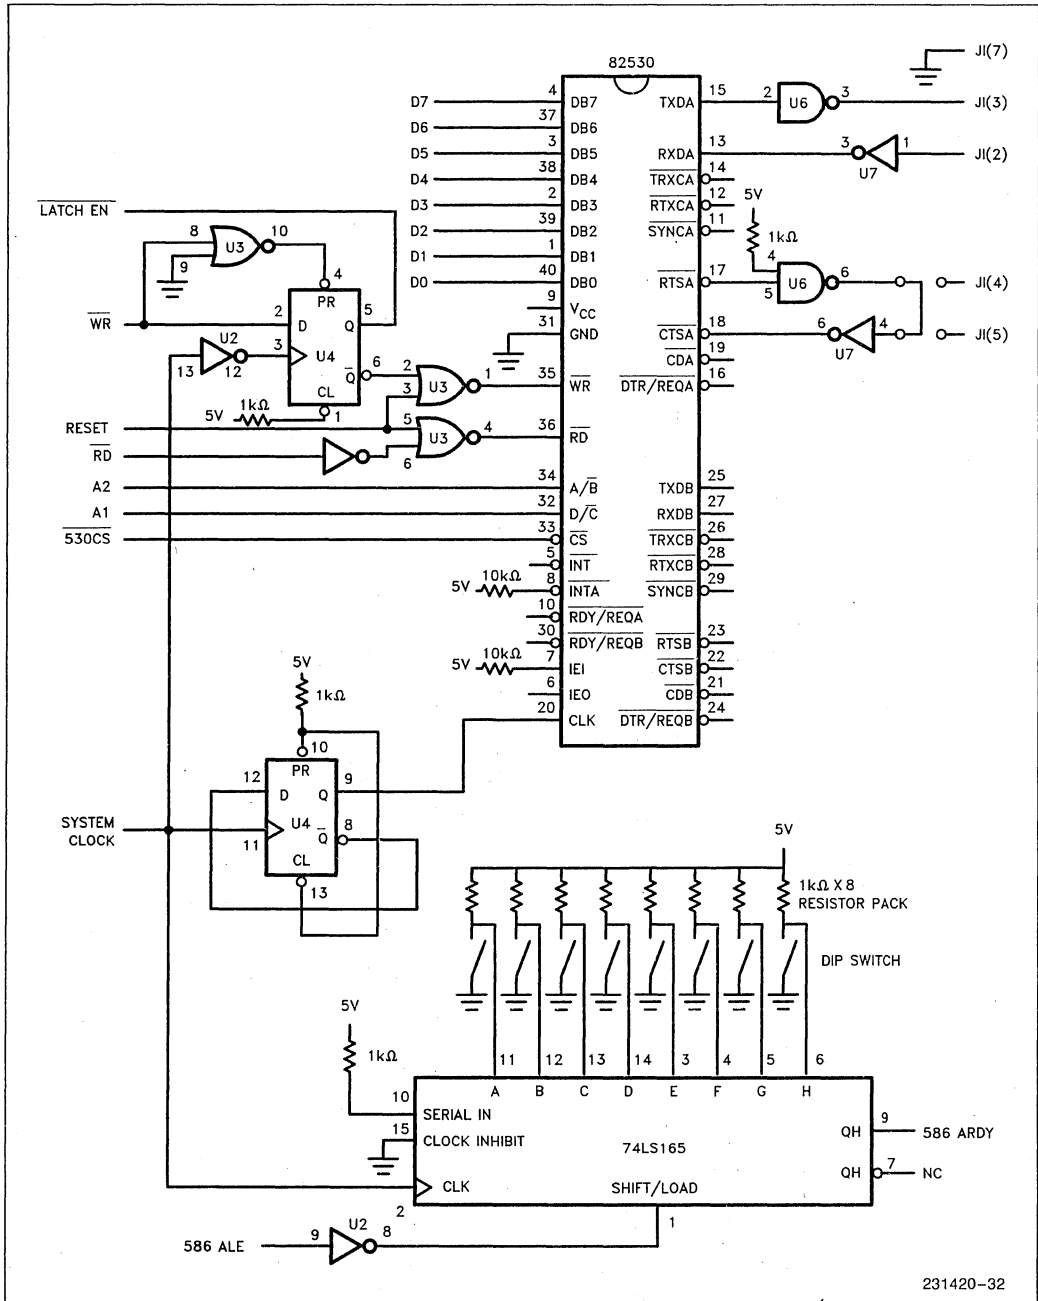 82530
JI(7)
D7 4 DB7 TXDA 15 2 U6 3 JI(3)
D6 37 DB6
D5 3 DB5 RXDA 13 3 U7 1 JI(2)
D4 38 DB4 TRXCA 14
D3 2 DB3 RTXCA 12
D2 39 DB2 SYNCA 11
D1 1 DB1
D0 40 DB0 RTSA 17
5V 1kΩ 4 5 U6 6 JI(4)
9 VCC
31 GND CTSA 18 6 U7 4 JI(5)
CDA 19
LATCH EN
8 9 U3 10
4 PR
WR 2 D Q 5
U2 13 12 3 U4
Q 6 2 3 U3 1 35 WR DTR/REQA 16
CL 1
5V 1kΩ
RESET 5 6 U3 4 36 RD
RD
A2 34 A/B TXDB 25
A1 32 D/C RXDB 27
530CS 33 CS TRXCB 26
5 INT RTXCB 28
5V 10kΩ 8 INTA SYNCB 29
10 RDY/REQA
30 RDY/REQB RTSB 23
5V 10kΩ 7 IEI CTSB 22
6 IEO CDB 21
20 CLK DTR/REQB 24
5V
1kΩ
10
PR
12 D Q 9
SYSTEM
CLOCK
11 U4 Q 8
CL
13
5V
1kΩ X 8
RESISTOR PACK
DIP SWITCH
5V
1kΩ
11 12 13 14 3 4 5 6
A B C D E F G H
10 SERIAL IN
15 CLOCK INHIBIT
74LS165
QH 9 586 ARDY
QH 7 NC
2 CLK SHIFT/LOAD
1
586 ALE 9 U2 8
231420-32